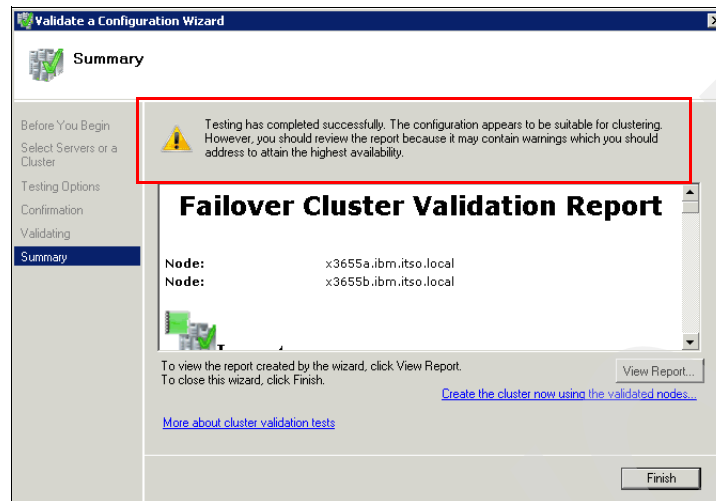 Validate a Configuration Wizard
Summary
Before You Begin
Select Servers or a
Cluster
Testing Options
Confirmation
Validating
Summary
Testing has completed successfully. The configuration appears to be suitable for clustering.
However, you should review the report because it may contain warnings which you should
address to attain the highest availability.
Failover Cluster Validation Report
Node: x3655a.ibm.itso.local
Node: x3655b.ibm.itso.local
To view the report created by the wizard, click View Report.
To close this wizard, click Finish.
View Report...
Create the cluster now using the validated nodes...
More about cluster validation tests
Finish